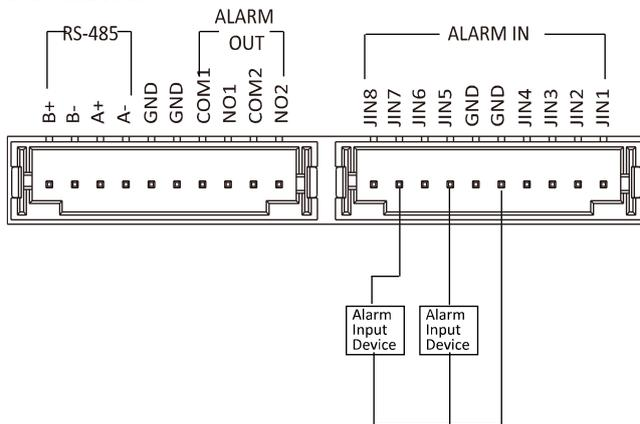 ALARM
OUT
RS-485
ALARM IN
B+
B-
A+
A-
GND
GND
COM1
NO1
COM2
NO2
JIN8
JIN7
JIN6
JIN5
GND
GND
JIN4
JIN3
JIN2
JIN1
Alarm
Input
Device
Alarm
Input
Device